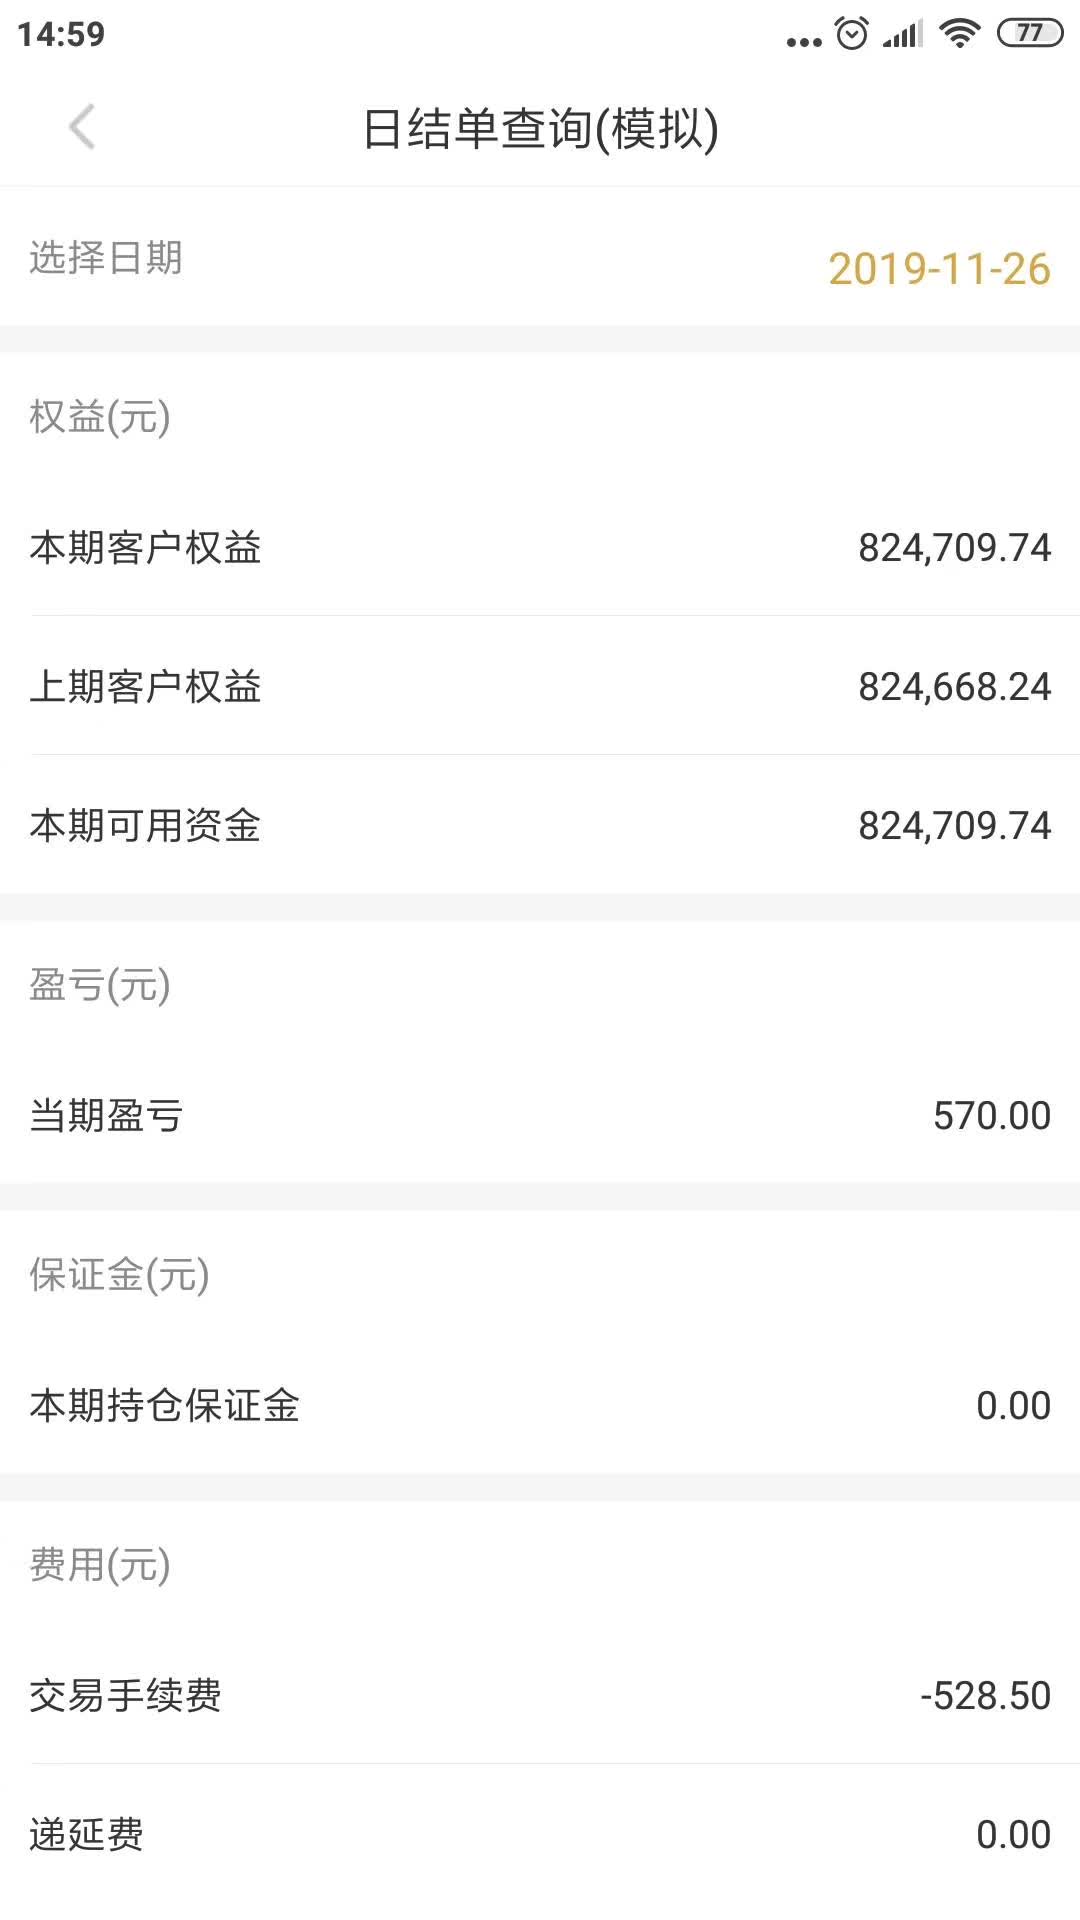 14:59
77
日结单查询(模拟)
选择日期
2019-11-26
权益(元)
本期客户权益
824,709.74
上期客户权益
824,668.24
本期可用资金
824,709.74
盈亏(元)
当期盈亏
570.00
保证金(元)
本期持仓保证金
0.00
费用(元)
交易手续费
-528.50
递延费
0.00